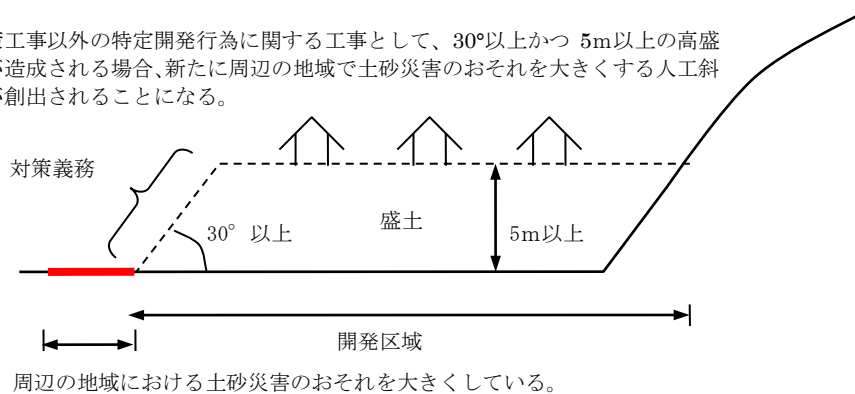 工事以外の特定開発行為に関する工事として、30°以上かつ 5m以上の高盛
造成される場合、新たに周辺の地域で土砂災害のおそれを大きくする人工斜
創出されることになる。
対策義務
30° 以上
盛土
5m以上
開発区域
周辺の地域における土砂災害のおそれを大きくしている。